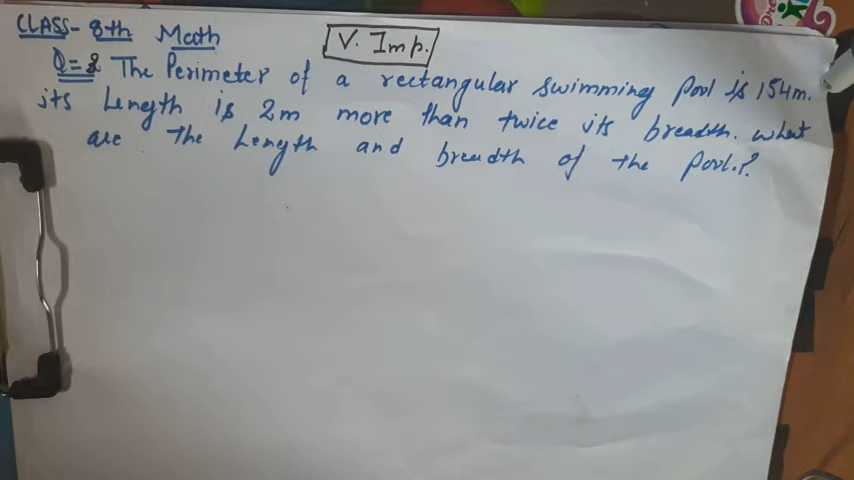 CLASS- 8th Math
V. Imp.
Q=2 The Perimeter of a rectangular swimming Pool is 154m.
its Length is 2m more than twice its breadth. what
are The Length and breadth of the Pool.?